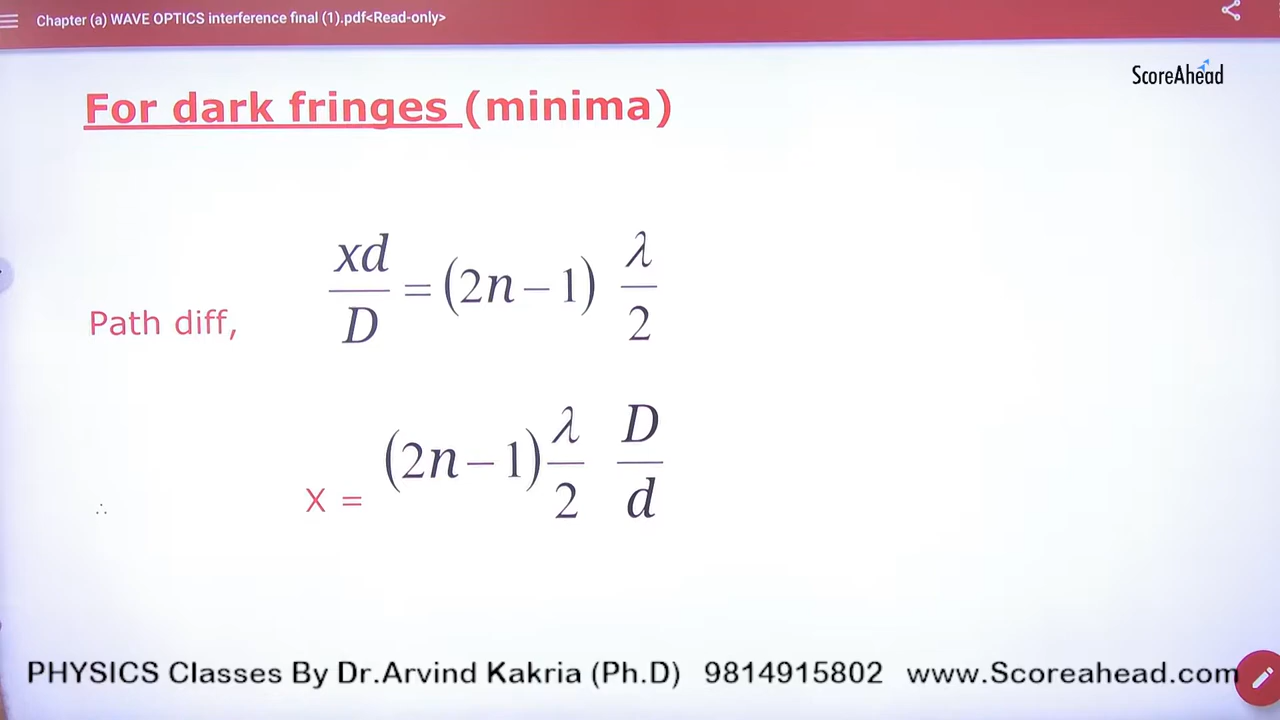 Chapter (a) WAVE OPTICS interference final (1).pdf<Read-only>
ScoreAhead
For dark fringes (minima)
Path diff, xd/D = (2n – 1) λ/2
∴ X = (2n – 1) λ/2 D/d
PHYSICS Classes By Dr.Arvind Kakria (Ph.D) 9814915802 www.Scoreahead.com